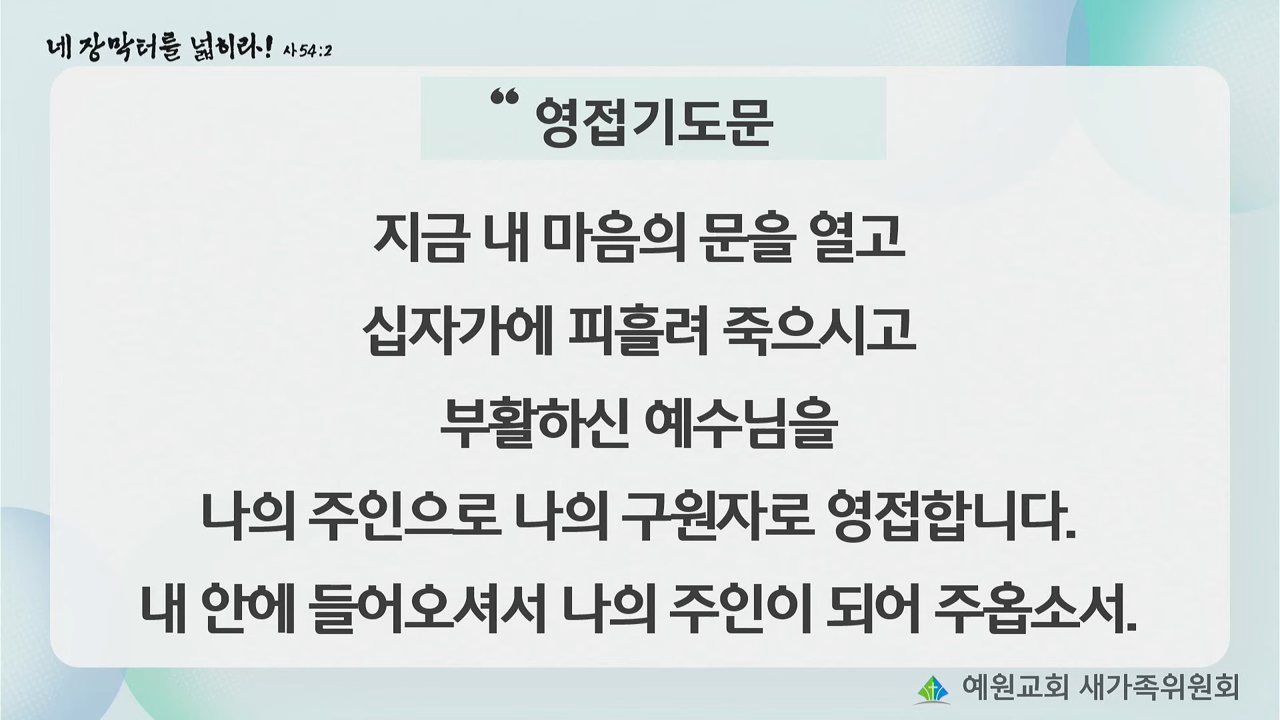 네 장막터를 넓히라! 사54:2
“ 영접기도문
지금 내 마음의 문을 열고
십자가에 피흘려 죽으시고
부활하신 예수님을
나의 주인으로 나의 구원자로 영접합니다.
내 안에 들어오셔서 나의 주인이 되어 주옵소서.
예원교회 새가족위원회